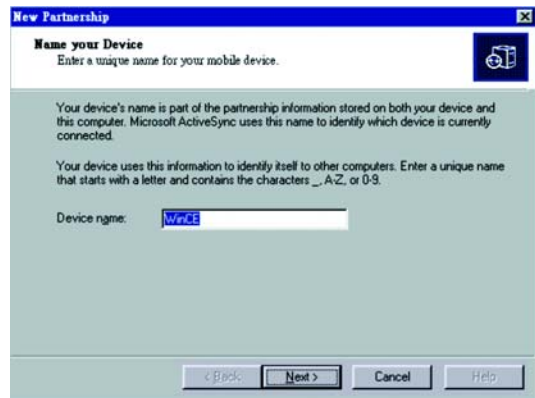 New Partnership
Name your Device
Enter a unique name for your mobile device.
Your device's name is part of the partnership information stored on both your device and
this computer. Microsoft ActiveSync uses this name to identify which device is currently
connected.
Your device uses this information to identify itself to other computers. Enter a unique name
that starts with a letter and contains the characters _, A-Z, or 0-9.
Device name: WinCE
< Back Next > Cancel Help